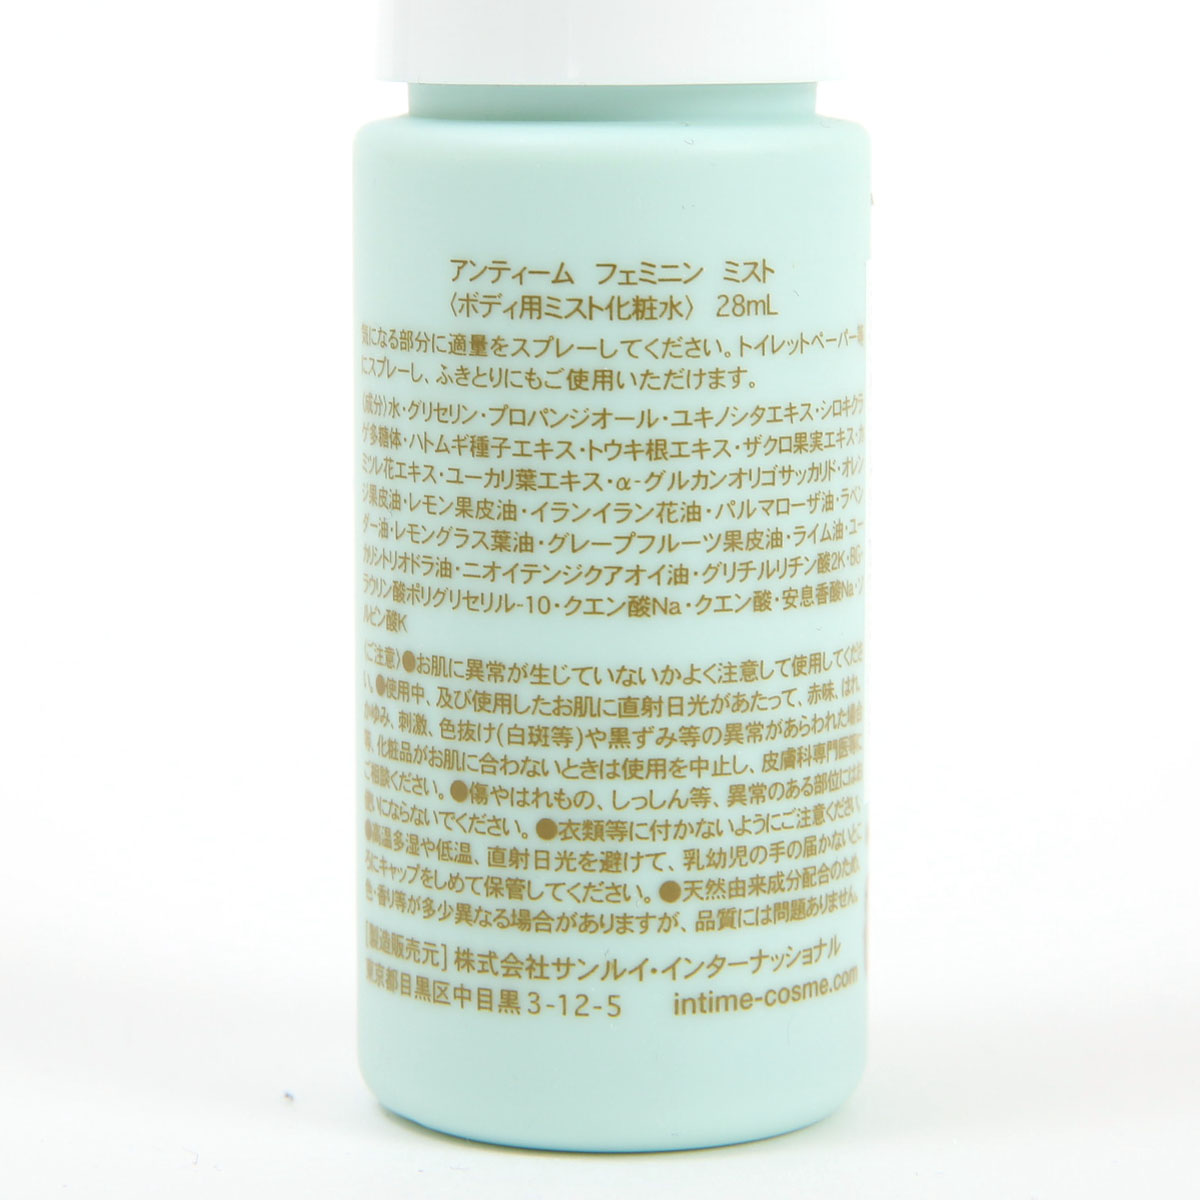 アンティーム フェミニン ミスト
〈ボディ用ミスト化粧水〉 28mL
気になる部分に適量をスプレーしてください。トイレットペーパー等
にスプレーし、ふきとりにもご使用いただけます。
〈成分〉水・グリセリン・プロパンジオール・ユキノシタエキス・シロキクラ
ゲ多糖体・ハトムギ種子エキス・トウキ根エキス・ザクロ果実エキス・カ
ミツレ花エキス・ユーカリ葉エキス・α-グルカンオリゴサッカリド・オレン
ジ果皮油・レモン果皮油・イランイラン花油・パルマローザ油・ラベン
ダー油・レモングラス葉油・グレープフルーツ果皮油・ライム油・ユー
カリシトリオドラ油・ニオイテンジクアオイ油・グリチルリチン酸2K・BG・
ラウリン酸ポリグリセリル-10・クエン酸Na・クエン酸・安息香酸Na・ソ
ルビン酸K
〈ご注意〉●お肌に異常が生じていないかよく注意して使用してくださ
い。●使用中、及び使用したお肌に直射日光があたって、赤味、はれ、
かゆみ、刺激、色抜け(白斑等)や黒ずみ等の異常があらわれた場合
等、化粧品がお肌に合わないときは使用を中止し、皮膚科専門医等に
ご相談ください。●傷やはれもの、しっしん等、異常のある部位にはお
使いにならないでください。●衣類等に付かないようにご注意ください。
●高温多湿や低温、直射日光を避けて、乳幼児の手の届かないとこ
ろにキャップをしめて保管してください。●天然由来成分配合のため、
色・香り等が多少異なる場合がありますが、品質には問題ありません。
[製造販売元] 株式会社サンルイ・インターナッショナル
東京都目黒区中目黒3-12-5 intime-cosme.com